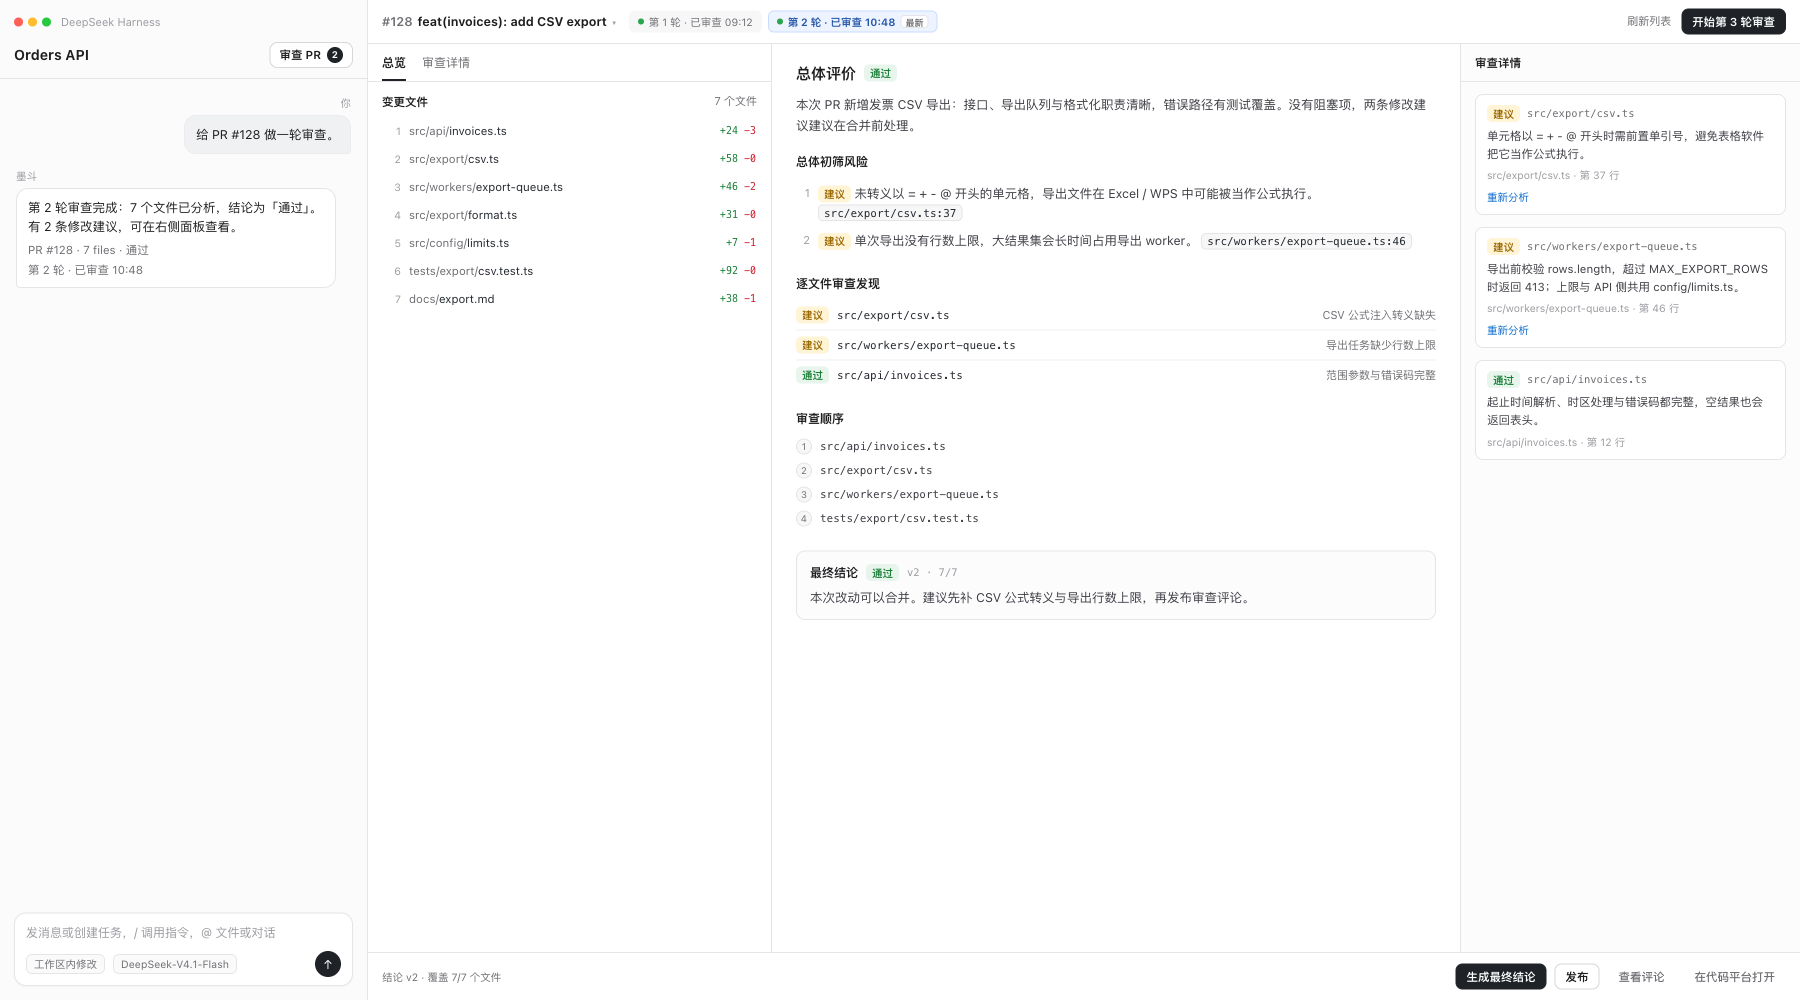 DeepSeek Harness
Orders API
审查 PR 2
你
给 PR #128 做一轮审查。
墨斗
第 2 轮审查完成：7 个文件已分析，结论为「通过」。
有 2 条修改建议，可在右侧面板查看。
PR #128 · 7 files · 通过
第 2 轮 · 已审查 10:48
发消息或创建任务，/ 调用指令，@ 文件或对话
工作区内修改 DeepSeek-V4.1-Flash
#128 feat(invoices): add CSV export
第 1 轮 · 已审查 09:12
第 2 轮 · 已审查 10:48 最新
刷新列表
开始第 3 轮审查
总览 审查详情
变更文件 7 个文件
1 src/api/invoices.ts +24 −3
2 src/export/csv.ts +58 −0
3 src/workers/export-queue.ts +46 −2
4 src/export/format.ts +31 −0
5 src/config/limits.ts +7 −1
6 tests/export/csv.test.ts +92 −0
7 docs/export.md +38 −1
总体评价 通过
本次 PR 新增发票 CSV 导出：接口、导出队列与格式化职责清晰，错误路径有测试覆盖。没有阻塞项，两条修改建
议建议在合并前处理。
总体初筛风险
1 建议 未转义以 = + - @ 开头的单元格，导出文件在 Excel / WPS 中可能被当作公式执行。
src/export/csv.ts:37
2 建议 单次导出没有行数上限，大结果集会长时间占用导出 worker。 src/workers/export-queue.ts:46
逐文件审查发现
建议 src/export/csv.ts CSV 公式注入转义缺失
建议 src/workers/export-queue.ts 导出任务缺少行数上限
通过 src/api/invoices.ts 范围参数与错误码完整
审查顺序
1 src/api/invoices.ts
2 src/export/csv.ts
3 src/workers/export-queue.ts
4 tests/export/csv.test.ts
最终结论 通过 v2 · 7/7
本次改动可以合并。建议先补 CSV 公式转义与导出行数上限，再发布审查评论。
审查详情
建议 src/export/csv.ts
单元格以 = + - @ 开头时需前置单引号，避免表格软件
把它当作公式执行。
src/export/csv.ts · 第 37 行
重新分析
建议 src/workers/export-queue.ts
导出前校验 rows.length，超过 MAX_EXPORT_ROWS
时返回 413；上限与 API 侧共用 config/limits.ts。
src/workers/export-queue.ts · 第 46 行
重新分析
通过 src/api/invoices.ts
起止时间解析、时区处理与错误码都完整，空结果也会
返回表头。
src/api/invoices.ts · 第 12 行
结论 v2 · 覆盖 7/7 个文件
生成最终结论 发布 查看评论 在代码平台打开